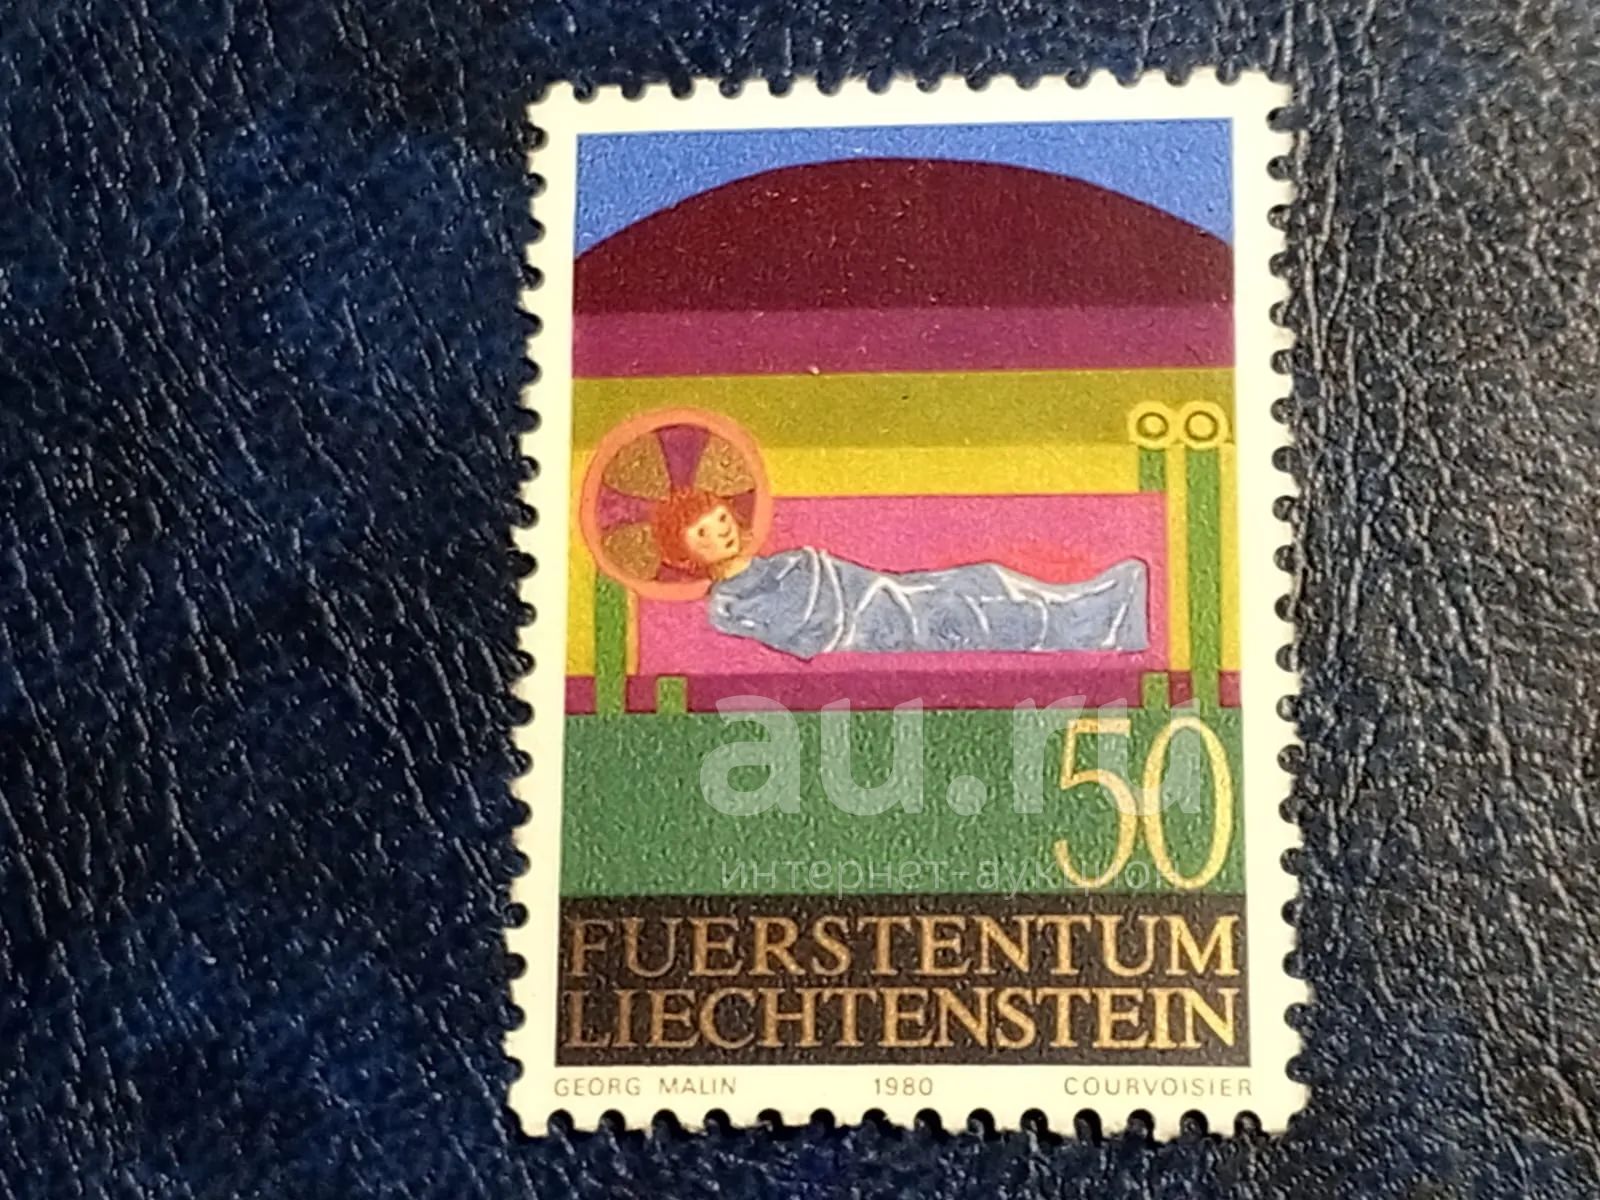 au.ru
50
интернет-аукцион
FUERSTENTUM
LIECHTENSTEIN
GEORG MALIN 1980 COURVOISIER